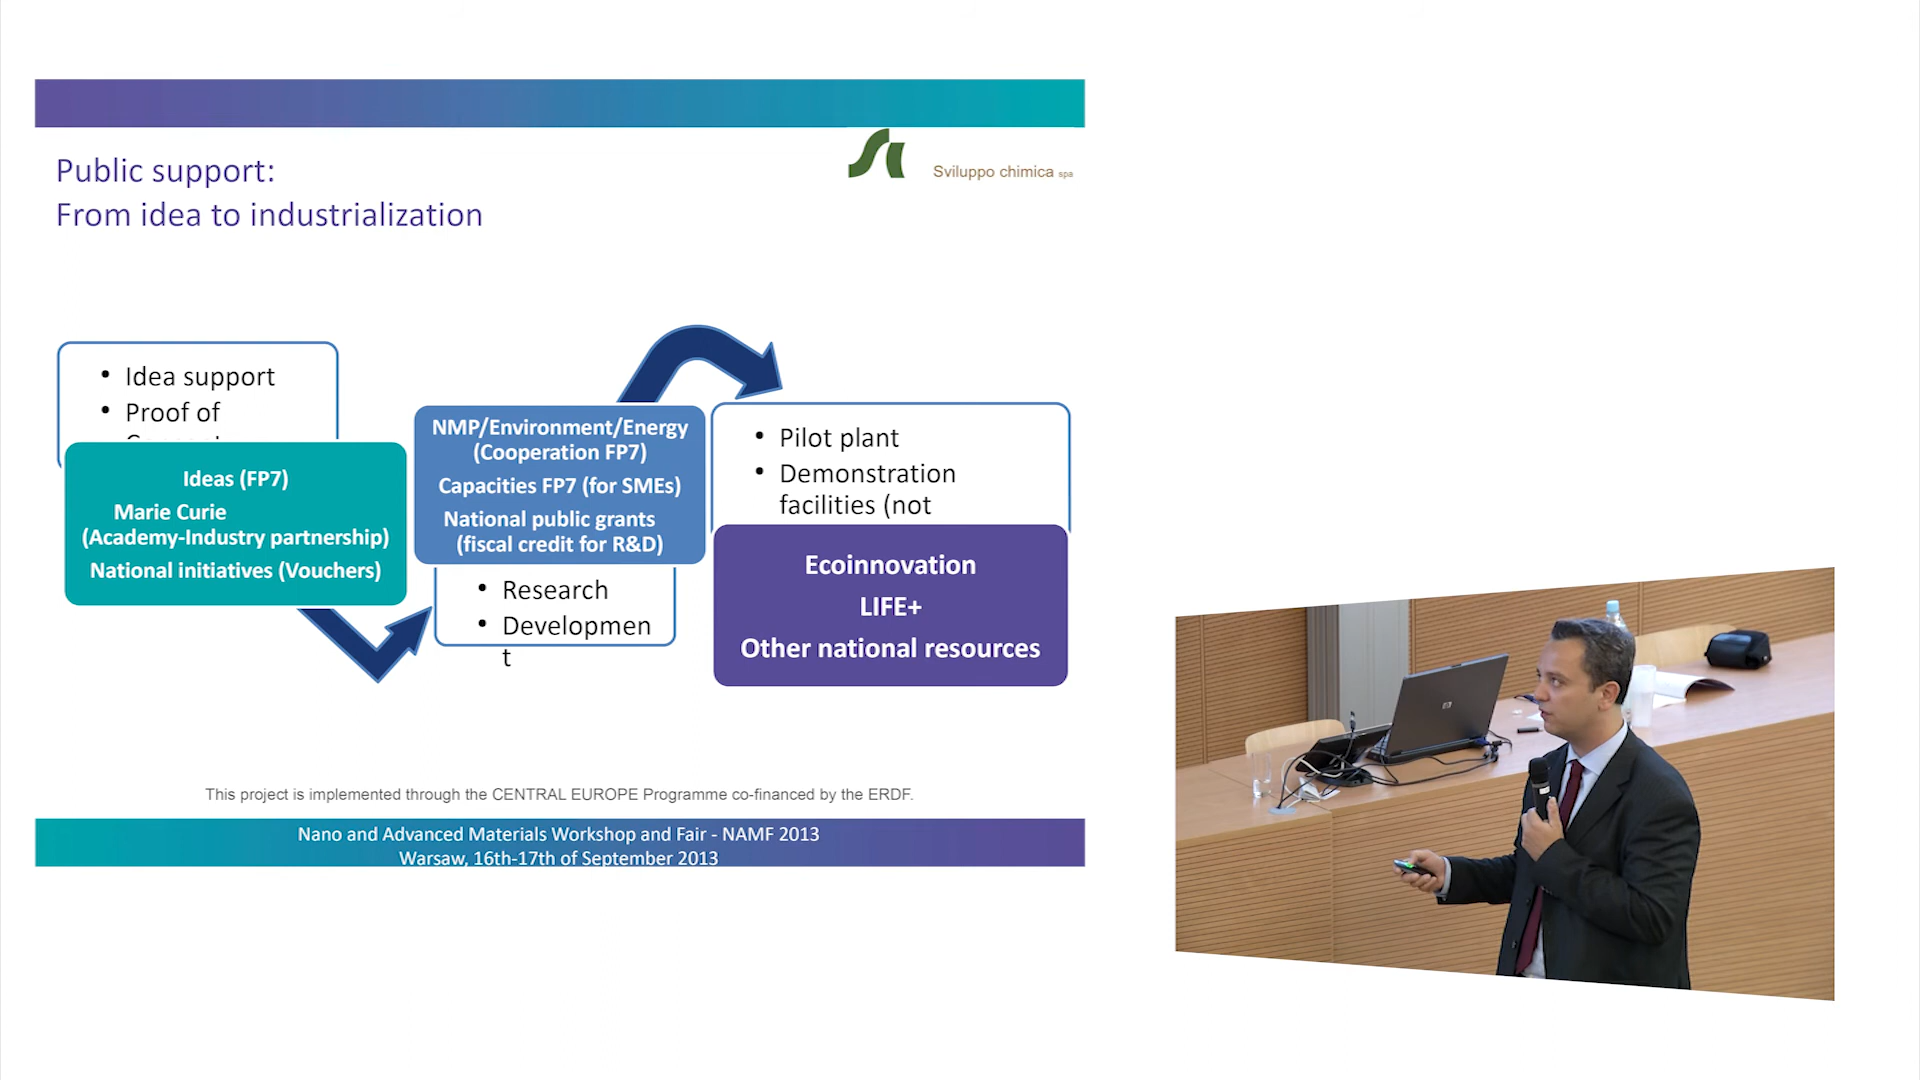 Public support:
From idea to industrialization
Sviluppo chimica spa
• Idea support
• Proof of
Ideas (FP7)
Marie Curie
(Academy-Industry partnership)
National initiatives (Vouchers)
NMP/Environment/Energy
(Cooperation FP7)
Capacities FP7 (for SMEs)
National public grants
(fiscal credit for R&D)
• Research
• Developmen
t
• Pilot plant
• Demonstration
facilities (not
Ecoinnovation
LIFE+
Other national resources
This project is implemented through the CENTRAL EUROPE Programme co-financed by the ERDF.
Nano and Advanced Materials Workshop and Fair - NAMF 2013
Warsaw, 16th-17th of September 2013